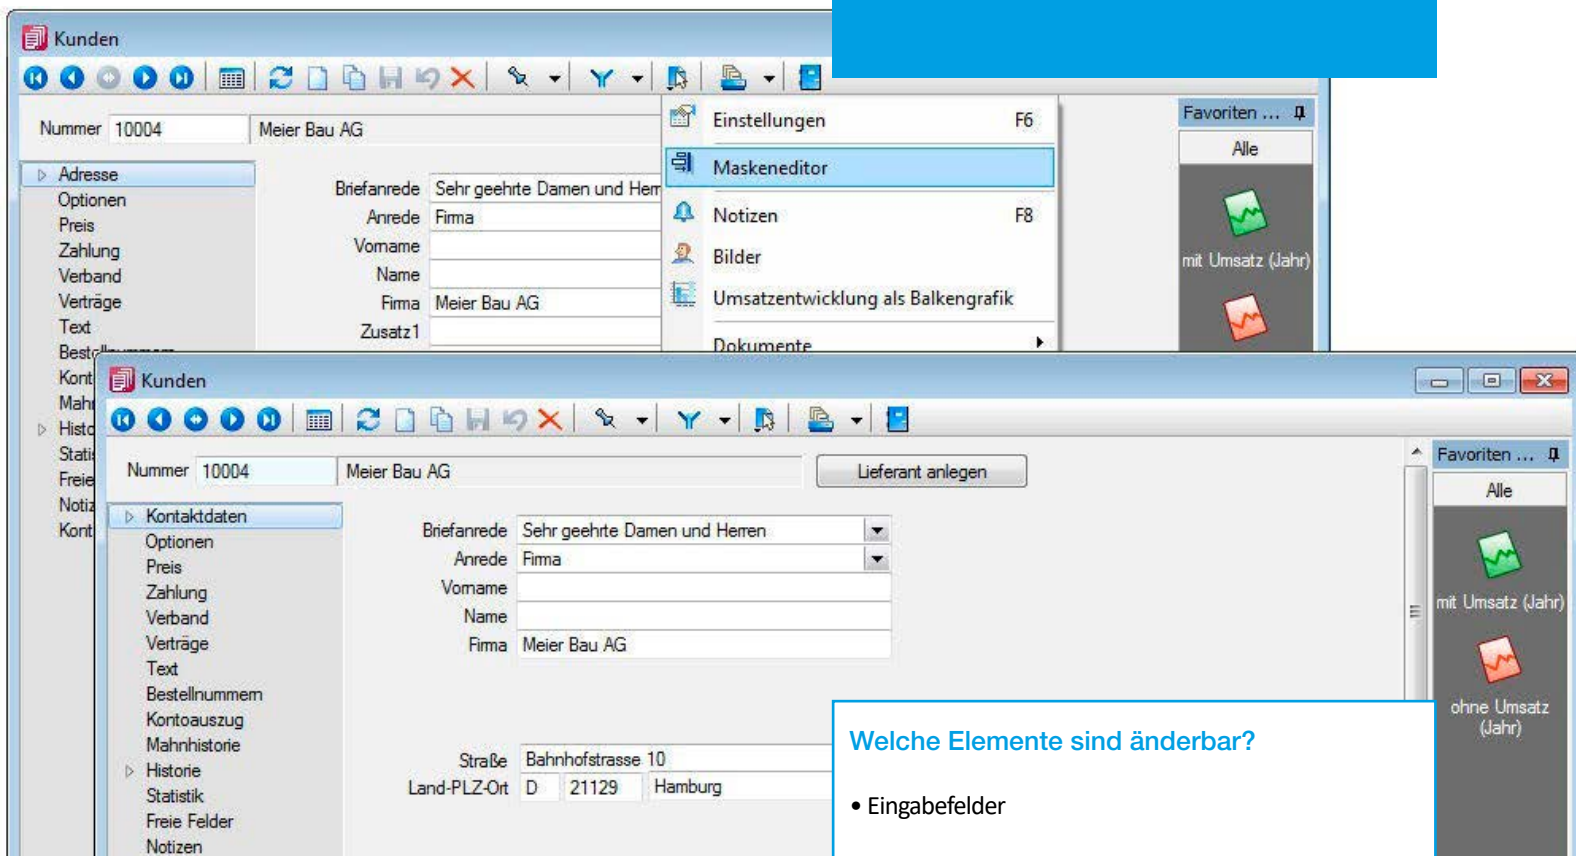 Kunden
Nummer 10004 Meier Bau AG
Adresse
Optionen
Preis
Zahlung
Verband
Verträge
Text
Briefanrede Sehr geehrte Damen und
Anrede Firma
Vorname
Name
Firma Meier Bau AG
Zusatz1
Einstellungen F6
Maskeneditor
Notizen F8
Bilder
Umsatzentwicklung als Balkengrafik
Dokumente
Favoriten ...
Alle
mit Umsatz (Jahr)
Kunden
Nummer 10004 Meier Bau AG Lieferant anlegen
Kontaktdaten
Optionen
Preis
Zahlung
Verband
Verträge
Text
Bestellnummern
Kontoauszug
Mahnhistorie
Historie
Statistik
Freie Felder
Notizen
Briefanrede Sehr geehrte Damen und Herren
Anrede Firma
Vorname
Name
Firma Meier Bau AG
Straße Bahnhofstrasse 10
Land-PLZ-Ort D 21129 Hamburg
Favoriten ...
Alle
mit Umsatz (Jahr)
ohne Umsatz
(Jahr)
Welche Elemente sind änderbar?
• Eingabefelder